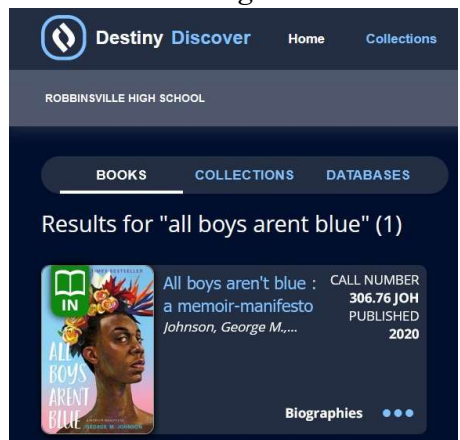 Destiny Discover Home Collections
ROBBINSVILLE HIGH SCHOOL
BOOKS COLLECTIONS DATABASES
Results for "all boys arent blue" (1)
IN
All boys aren't blue :
a memoir-manifesto
Johnson, George M.,...
CALL NUMBER
306.76 JOH
PUBLISHED
2020
ALL
BOYS
AREN'T
BLUE
GEORGE M. JOHNSON
Biographies